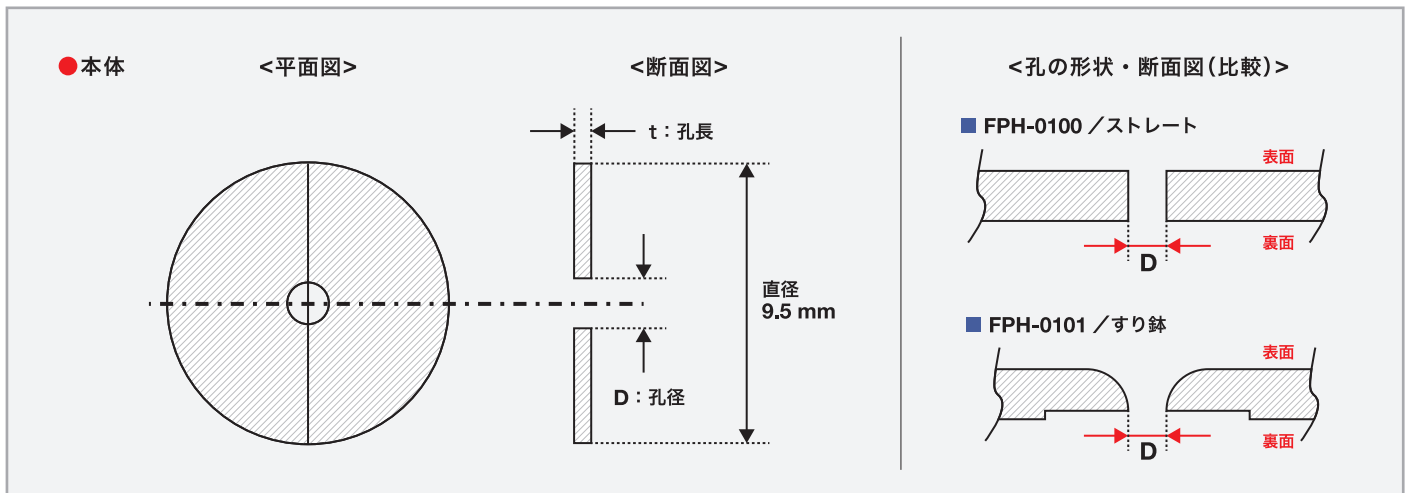 ●本体
<平面図>
<断面図>
t：孔長
D：孔径
直径
9.5 mm
<孔の形状・断面図(比較)>
■ FPH-0100 ／ストレート
表面
裏面
D
■ FPH-0101 ／すり鉢
表面
裏面
D